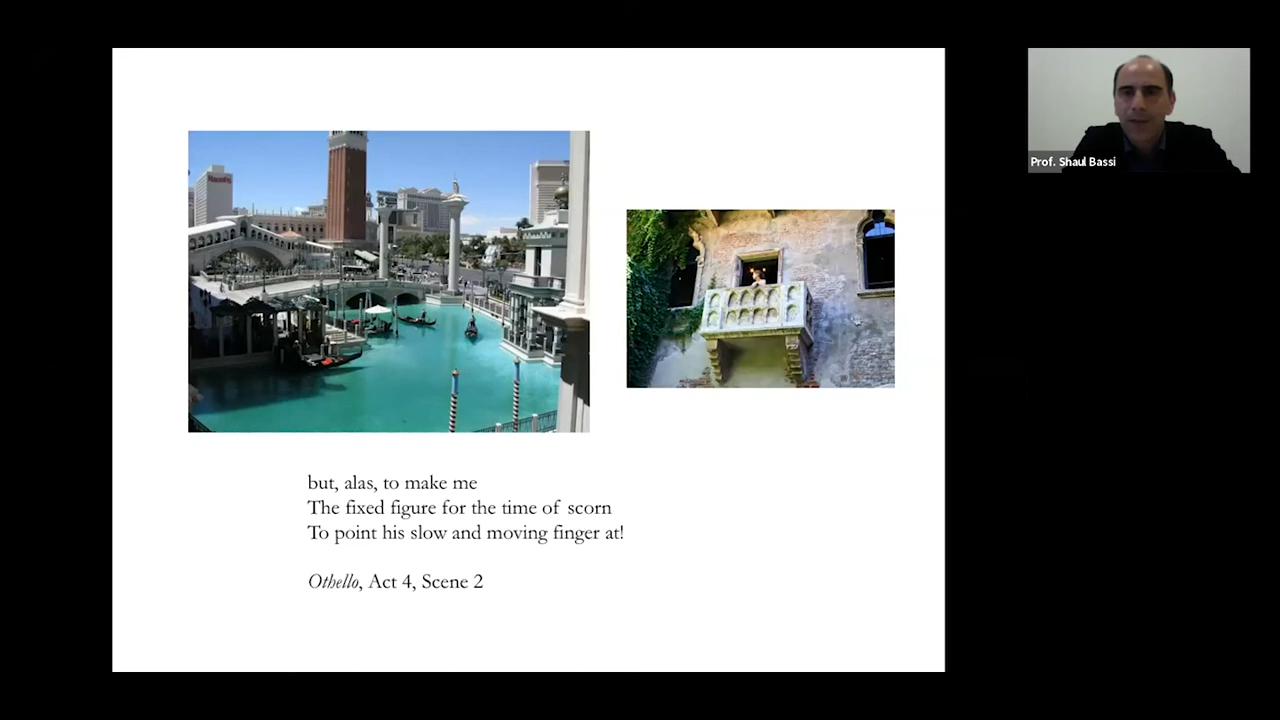 but, alas, to make me
The fixed figure for the time of scorn
To point his slow and moving finger at!
Othello, Act 4, Scene 2
Prof. Shaul Bassi